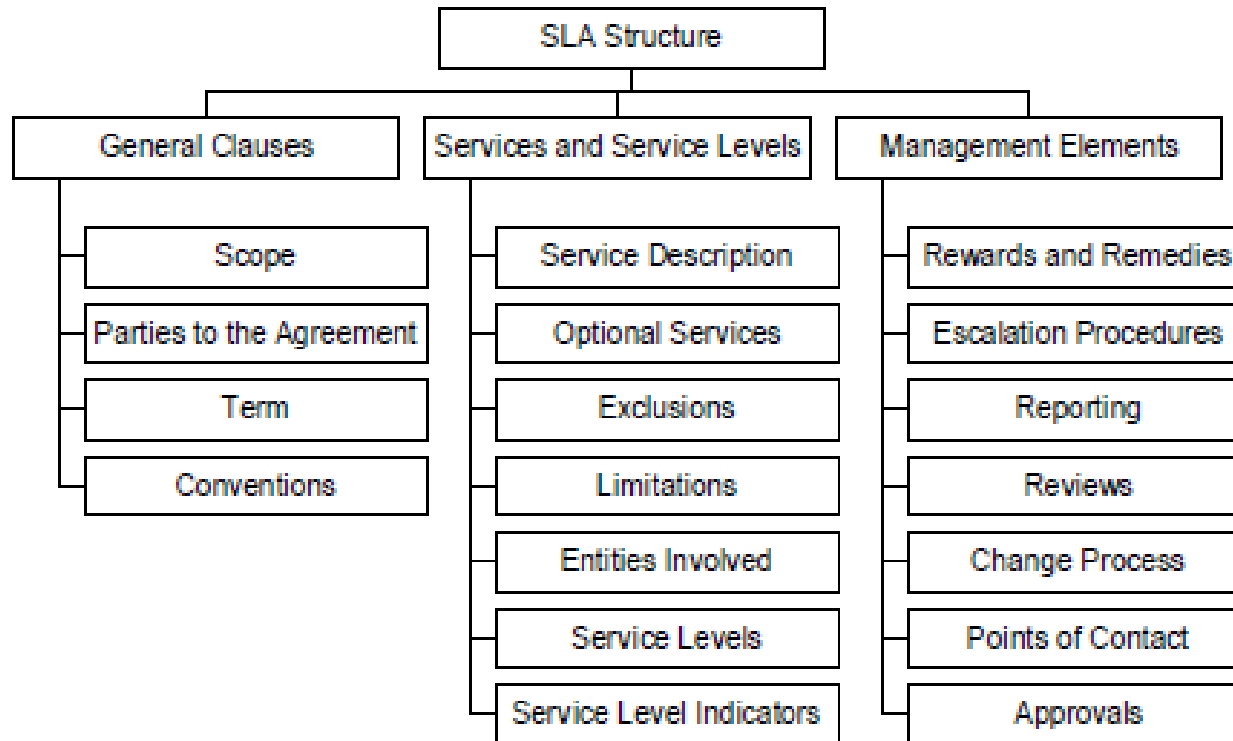 SLA Structure
General Clauses
Services and Service Levels
Management Elements
Scope
Parties to the Agreement
Term
Conventions
Service Description
Optional Services
Exclusions
Limitations
Entities Involved
Service Levels
Service Level Indicators
Rewards and Remedies
Escalation Procedures
Reporting
Reviews
Change Process
Points of Contact
Approvals